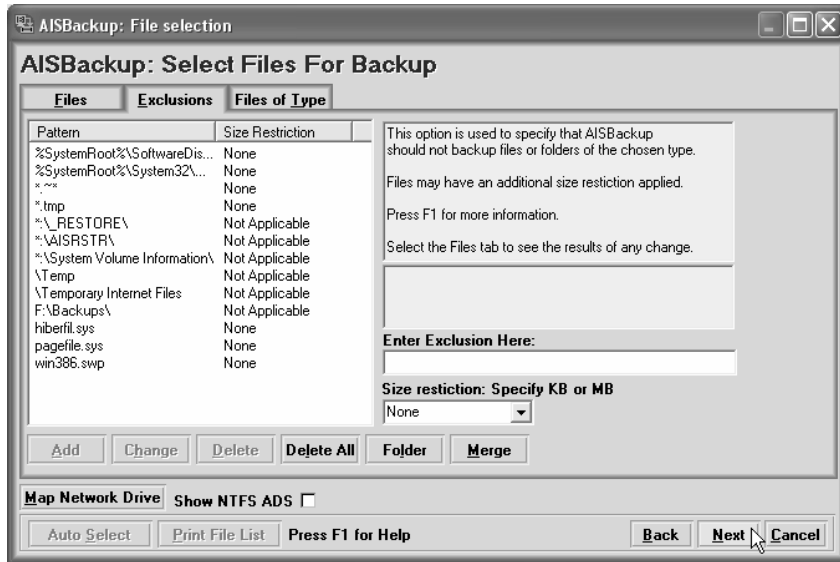 AISBackup: File selection
AISBackup: Select Files For Backup
Files Exclusions Files of Type
Pattern Size Restriction
%SystemRoot%\SoftwareDis... None
%SystemRoot%\System32\... None
*.~* None
*.tmp None
*:\_RESTORE\ Not Applicable
*:\AISRSTR\ Not Applicable
*:\System Volume Information\ Not Applicable
\Temp Not Applicable
\Temporary Internet Files Not Applicable
F:\Backups\ Not Applicable
hiberfil.sys None
pagefile.sys None
win386.swp None
This option is used to specify that AISBackup
should not backup files or folders of the chosen type.
Files may have an additional size restiction applied.
Press F1 for more information.
Select the Files tab to see the results of any change.
Enter Exclusion Here:
Size restiction: Specify KB or MB
None
Add Change Delete Delete All Folder Merge
Map Network Drive Show NTFS ADS
Auto Select Print File List Press F1 for Help Back Next Cancel